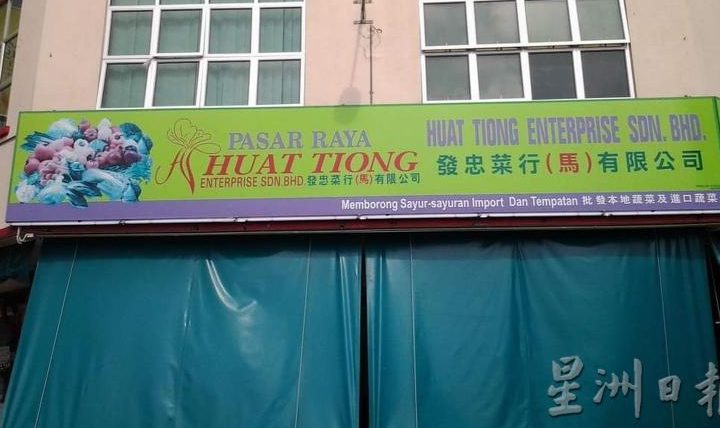 PASAR RAYA
HUAT TIONG
ENTERPRISE SDN.BHD. 發忠菜行(馬)有限公司
HUAT TIONG ENTERPRISE SDN. BHD.
發忠菜行(馬)有限公司
Memborong Sayur-sayuran Import Dan Tempatan 批發本地蔬菜及進口蔬菜
星洲日報